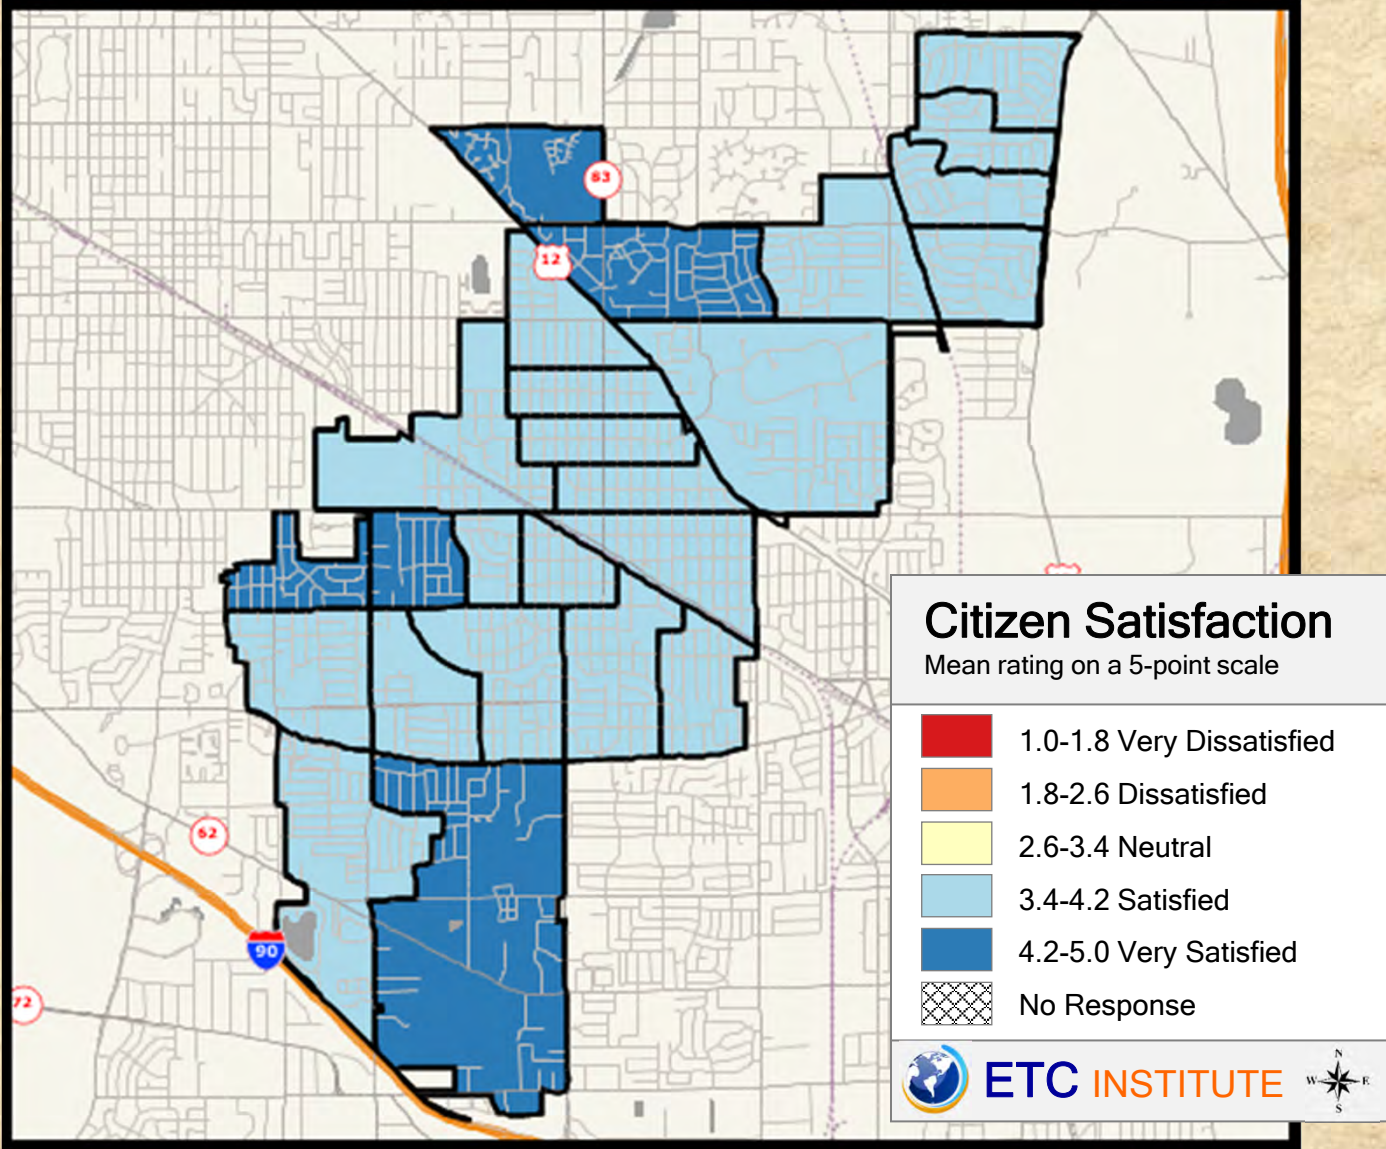 83
12
Citizen Satisfaction
Mean rating on a 5-point scale
1.0-1.8 Very Dissatisfied
1.8-2.6 Dissatisfied
2.6-3.4 Neutral
62
3.4-4.2 Satisfied
90
4.2-5.0 Very Satisfied
72
No Response
ETC INSTITUTE
N
W E
S